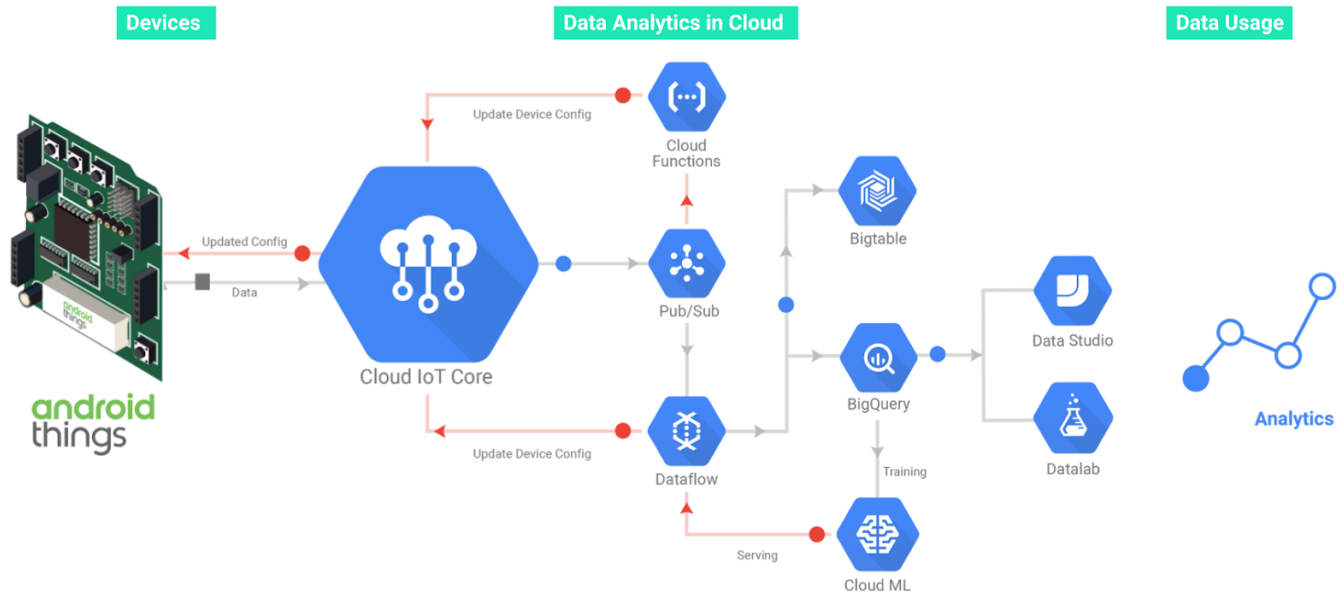 Devices
Data Analytics in Cloud
Data Usage
Update Device Config
Cloud
Functions
Bigtable
Updated Config
Data
Cloud IoT Core
Pub/Sub
android
things
android
things
Data Studio
BigQuery
Analytics
Update Device Config
Dataflow
Training
Datalab
Serving
Cloud ML